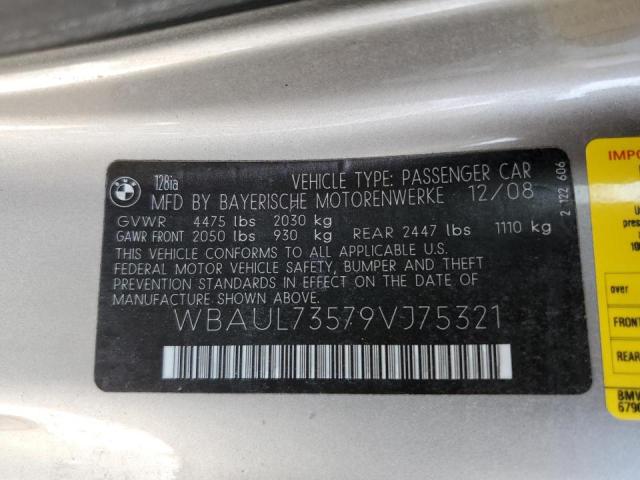 BMW
128ia
VEHICLE TYPE: PASSENGER CAR
MFD BY BAYERISCHE MOTORENWERKE 12/08
GVWR 4475 lbs 2030 kg
GAWR FRONT 2050 lbs 930 kg REAR 2447 lbs 1110 kg
THIS VEHICLE CONFORMS TO ALL APPLICABLE U.S.
FEDERAL MOTOR VEHICLE SAFETY, BUMPER AND THEFT
PREVENTION STANDARDS IN EFFECT ON THE DATE OF
MANUFACTURE SHOWN ABOVE.
WBAUL73579VJ75321
2 122 606
over
FRONT
REAR
BMW